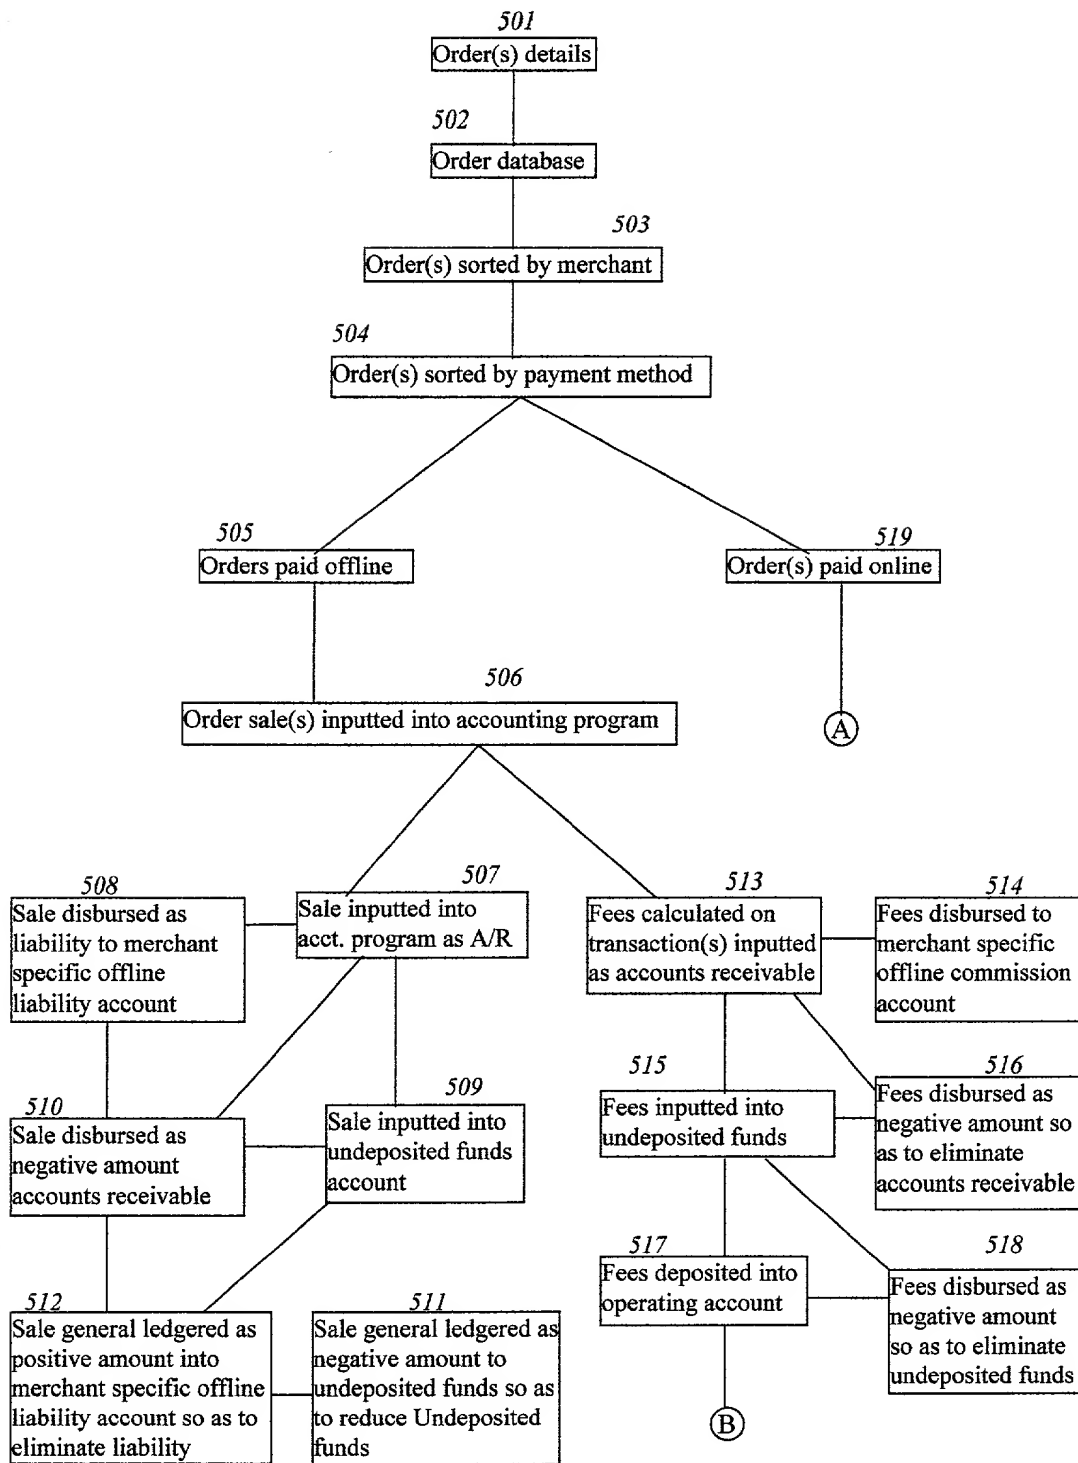 501
Order(s) details
502
Order database
503
Order(s) sorted by merchant
504
Order(s) sorted by payment method
505
Orders paid offline
519
Order(s) paid online
506
Order sale(s) inputted into accounting program
A
508
Sale disbursed as
liability to merchant
specific offline
liability account
507
Sale inputted into
acct. program as A/R
513
Fees calculated on
transaction(s) inputted
as accounts receivable
514
Fees disbursed to
merchant specific
offline commission
account
510
Sale disbursed as
negative amount
accounts receivable
509
Sale inputted into
undeposited funds
account
515
Fees inputted into
undeposited funds
516
Fees disbursed as
negative amount so
as to eliminate
accounts receivable
512
Sale general ledgered as
positive amount into
merchant specific offline
liability account so as to
eliminate liability
511
Sale general ledgered as
negative amount to
undeposited funds so as
to reduce Undeposited
funds
517
Fees deposited into
operating account
518
Fees disbursed as
negative amount
so as to eliminate
undeposited funds
B